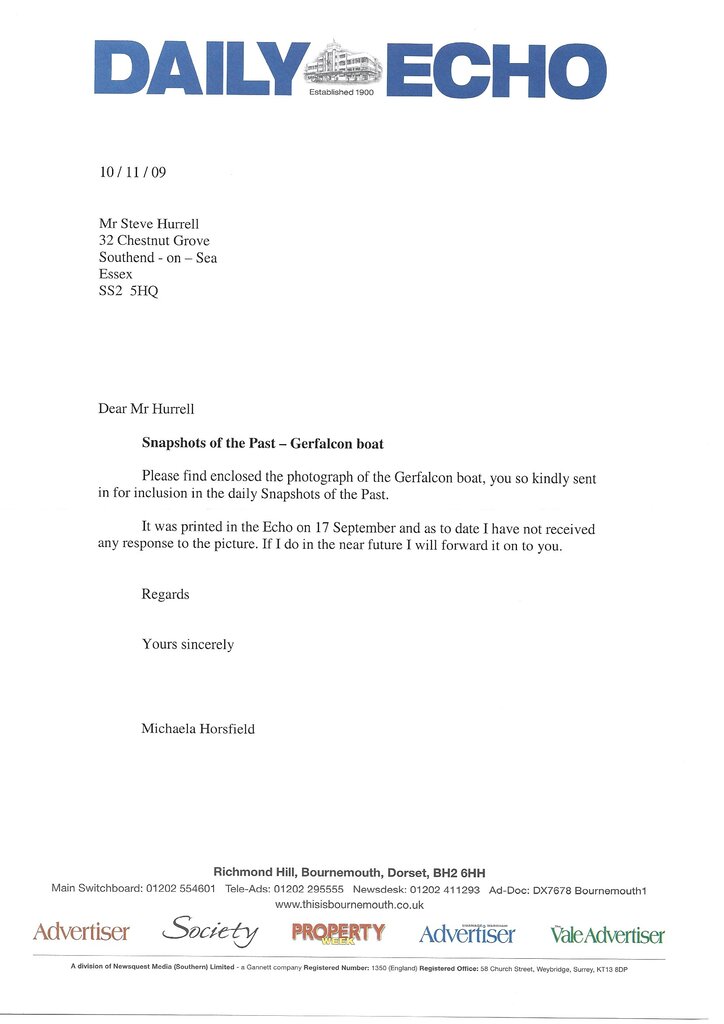 DAILY ECHO
Established 1900
10 / 11 / 09
Mr Steve Hurrell
32 Chestnut Grove
Southend - on – Sea
Essex
SS2 5HQ
Dear Mr Hurrell
Snapshots of the Past – Gerfalcon boat
Please find enclosed the photograph of the Gerfalcon boat, you so kindly sent
in for inclusion in the daily Snapshots of the Past.
It was printed in the Echo on 17 September and as to date I have not received
any response to the picture. If I do in the near future I will forward it on to you.
Regards
Yours sincerely
Michaela Horsfield
Richmond Hill, Bournemouth, Dorset, BH2 6HH
Main Switchboard: 01202 554601 Tele-Ads: 01202 295555 Newsdesk: 01202 411293 Ad-Doc: DX7678 Bournemouth1
www.thisisbournemouth.co.uk
Advertiser Society PROPERTY WEEK Advertiser Vale Advertiser
A division of Newsquest Media (Southern) Limited - a Gannett company Registered Number: 1350 (England) Registered Office: 58 Church Street, Weybridge, Surrey, KT13 8DP